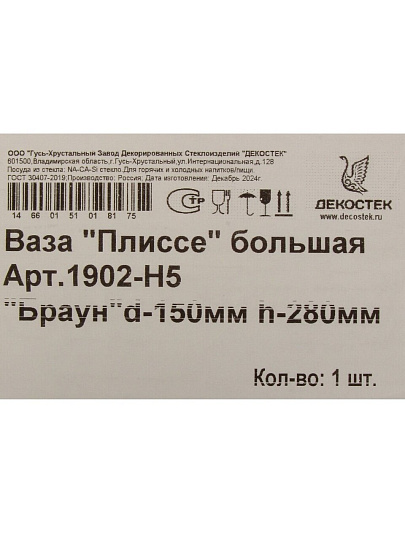 ООО "Гусь-Хрустальный Завод Декорированных Стеклоизделий "ДЕКОСТЕК"
601500,Владимирская область,г.Гусь-Хрустальный,ул.Интернациональная,д.128
Посуда из стекла: NA-CA-Si стекло.Для горячих и холодных напитков/пищи.
ГОСТ 30407-2019;Производство: Россия. Дата изготовления: Декабрь 2024г.
14 66 01 51 01 81 75
ДЕКОСТЕК
www.decostek.ru
Ваза "Плиссе" большая
Арт.1902-Н5
"Браун"d-150мм h-280мм
Кол-во: 1 шт.